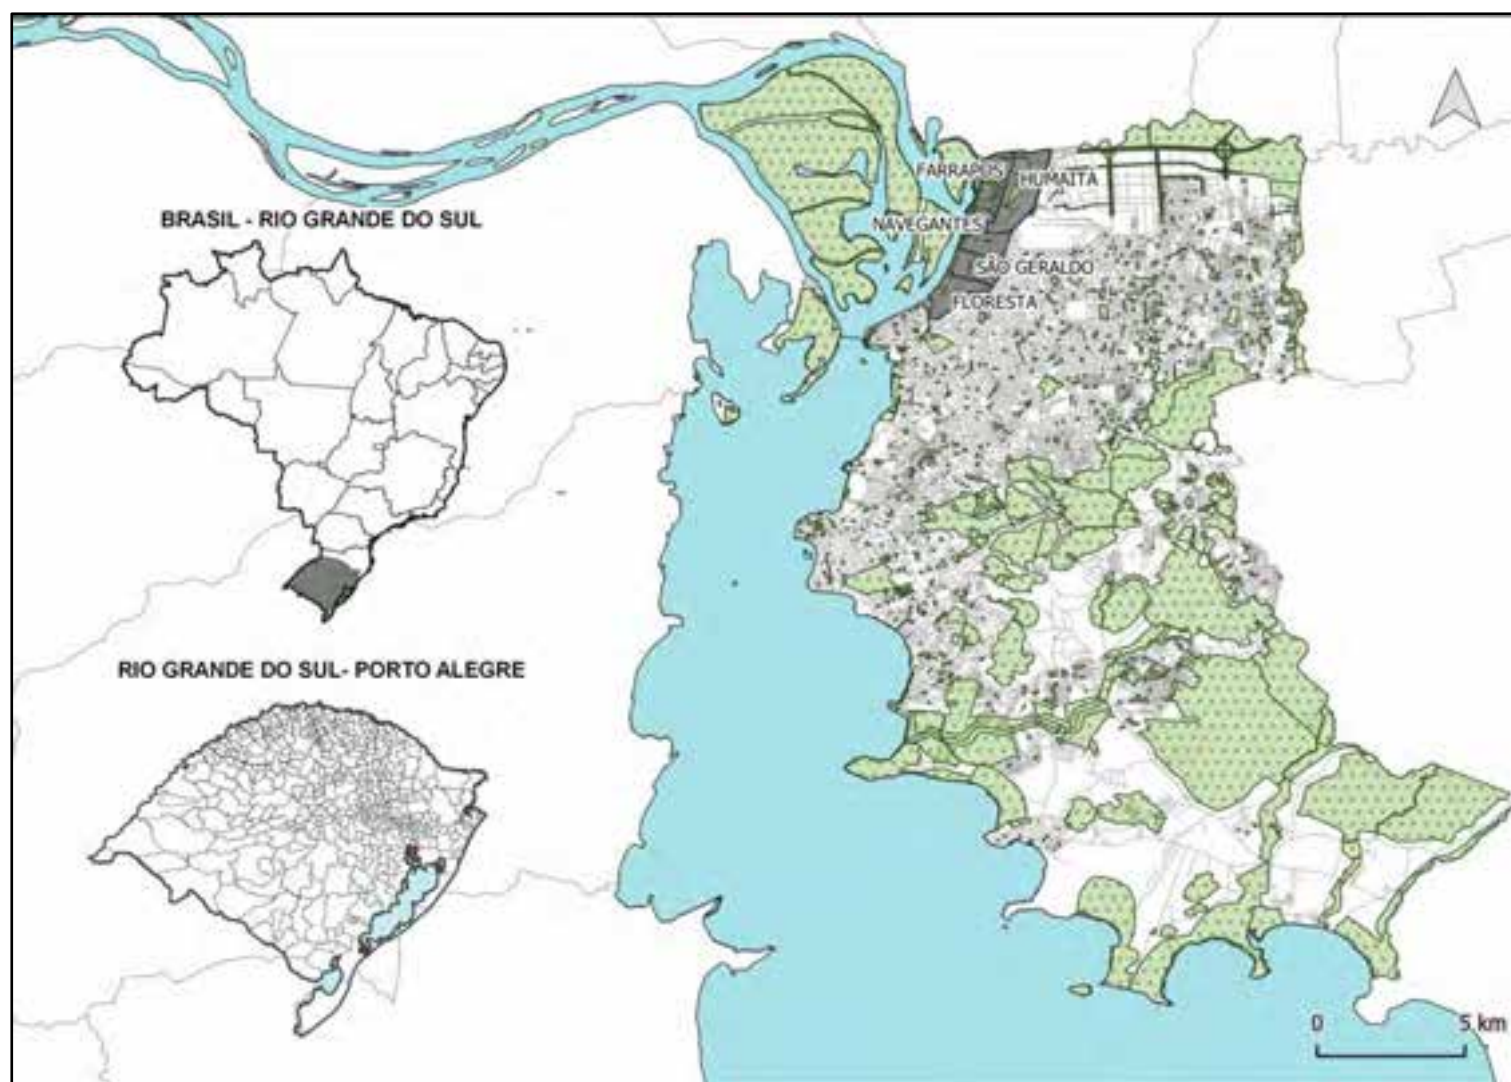 FARRAPOS
HUMAITÁ
BRASIL - RIO GRANDE DO SUL
NAVEGANTES
SÃO GERALDO
FLORESTA
RIO GRANDE DO SUL- PORTO ALEGRE
0 5 km